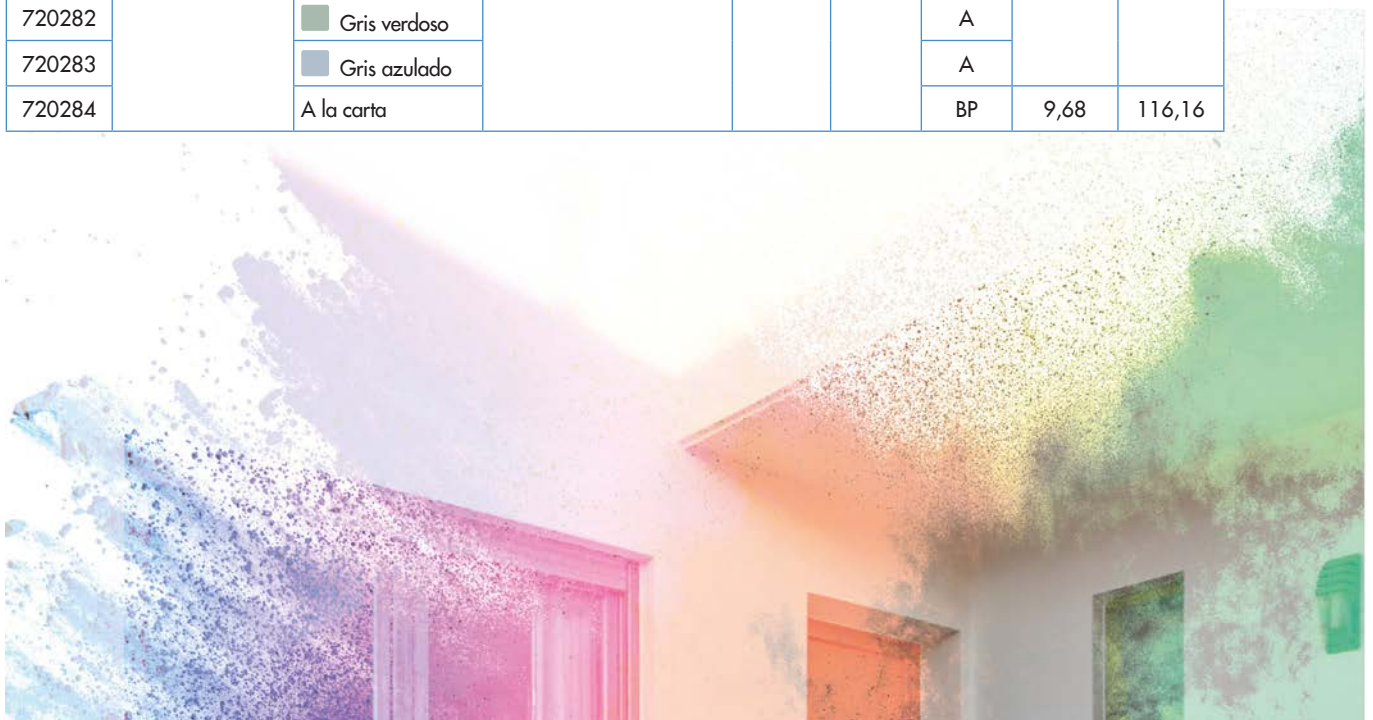 720282 Gris verdoso A
720283 Gris azulado A
720284 A la carta BP 9,68 116,16